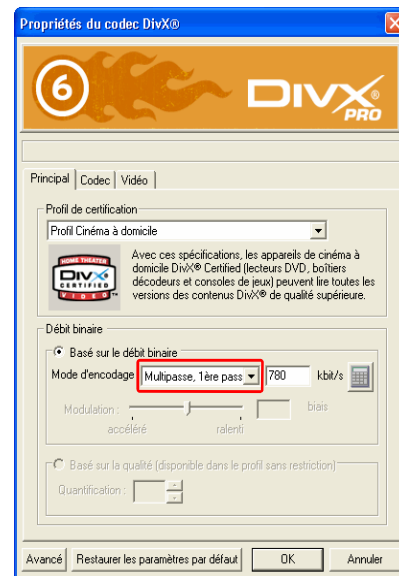 Propriétés du codec DivX®
6
DIVX®
PRO
Principal
Codec
Vidéo
Profil de certification
Profil Cinéma à domicile
HOME THEATER
DIVX
CERTIFIED
VIDEO™
Avec ces spécifications, les appareils de cinéma à
domicile DivX® Certified (lecteurs DVD, boîtiers
décodeurs et consoles de jeux) peuvent lire toutes les
versions des contenus DivX® de qualité supérieure.
Débit binaire
Basé sur le débit binaire
Mode d'encodage Multipasse, 1ère pass 780 kbit/s
Modulation : biais
accéléré ralenti
Basé sur la qualité (disponible dans le profil sans restriction)
Quantification :
Avancé Restaurer les paramètres par défaut OK Annuler